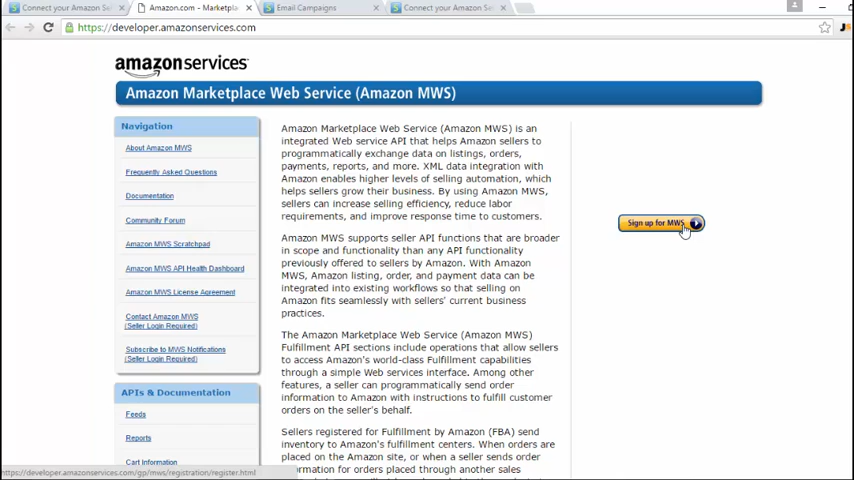 Connect your Amazon Sel
Amazon.com - Marketpla
Email Campaigns
Connect your Amazon Se
https://developer.amazonservices.com
amazonservices
Amazon Marketplace Web Service (Amazon MWS)
Navigation
About Amazon MWS
Frequently Asked Questions
Documentation
Community Forum
Amazon MWS Scratchpad
Amazon MWS API Health Dashboard
Amazon MWS License Agreement
Contact Amazon MWS
(Seller Login Required)
Subscribe to MWS Notifications
(Seller Login Required)
APIs & Documentation
Feeds
Reports
Cart Information
Amazon Marketplace Web Service (Amazon MWS) is an
integrated Web service API that helps Amazon sellers to
programmatically exchange data on listings, orders,
payments, reports, and more. XML data integration with
Amazon enables higher levels of selling automation, which
helps sellers grow their business. By using Amazon MWS,
sellers can increase selling efficiency, reduce labor
requirements, and improve response time to customers.
Amazon MWS supports seller API functions that are broader
in scope and functionality than any API functionality
previously offered to sellers by Amazon. With Amazon
MWS, Amazon listing, order, and payment data can be
integrated into existing workflows so that selling on
Amazon fits seamlessly with sellers' current business
practices.
The Amazon Marketplace Web Service (Amazon MWS)
Fulfillment API sections include operations that allow sellers
to access Amazon's world-class Fulfillment capabilities
through a simple Web services interface. Among other
features, a seller can programmatically send order
information to Amazon with instructions to fulfill customer
orders on the seller's behalf.
Sellers registered for Fulfillment by Amazon (FBA) send
inventory to Amazon's fulfillment centers. When orders are
placed on the Amazon site, or when a seller sends order
information for orders placed through another sales
Sign up for MWS
https://developer.amazonservices.com/gp/mws/registration/register.html